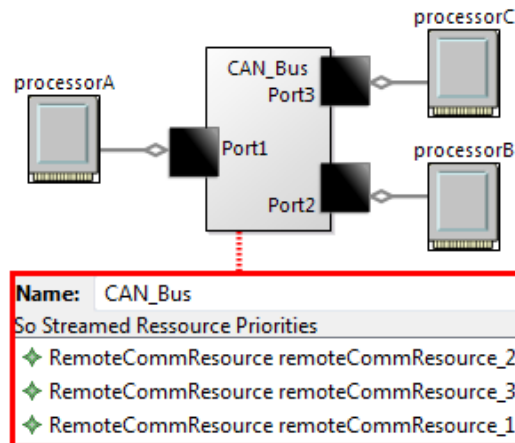 processorC
CAN_Bus
Port3
processorA
Port1
processorB
Port2
Name: CAN_Bus
So Streamed Ressource Priorities
RemoteCommResource remoteCommResource_2
RemoteCommResource remoteCommResource_3
RemoteCommResource remoteCommResource_1